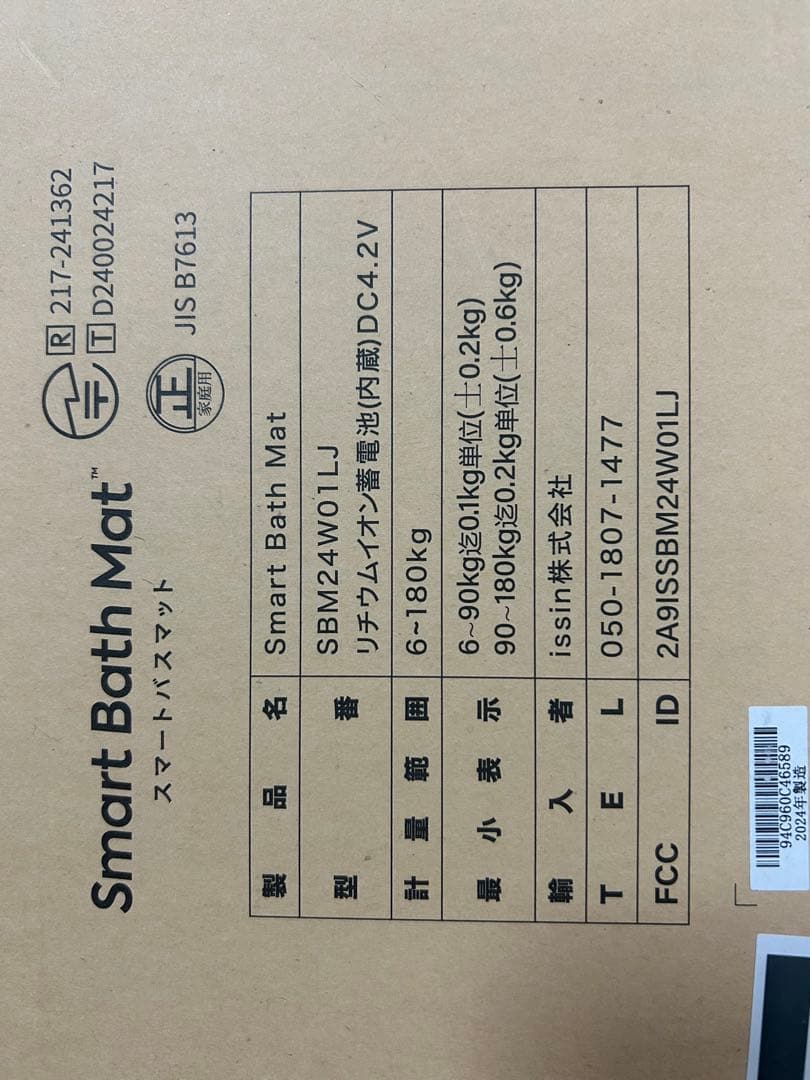 Smart Bath Mat™
スマートバスマット
R 217-241362
T D240024217
正 家庭用 JIS B7613
製品名 Smart Bath Mat
型番 SBM24W01LJ
リチウムイオン蓄電池(内蔵)DC4.2V
計量範囲 6~180kg
最小表示 6~90kg迄0.1kg単位(±0.2kg)
90~180kg迄0.2kg単位(±0.6kg)
輸入者 issin株式会社
TEL 050-1807-1477
FCC ID 2A9ISSBM24W01LJ
94C960C46589
2024年製造